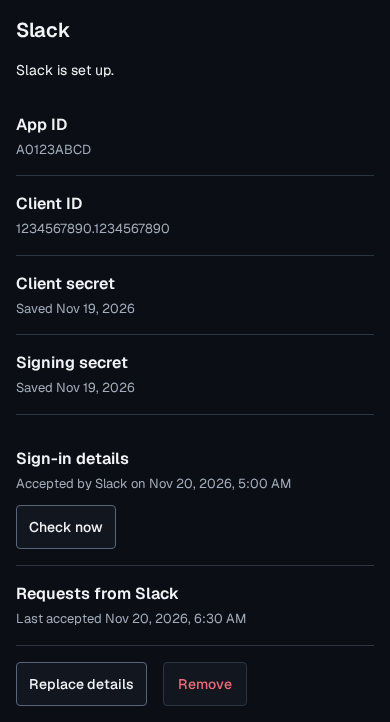 Slack
Slack is set up.
App ID
A0123ABCD
Client ID
1234567890.1234567890
Client secret
Saved Nov 19, 2026
Signing secret
Saved Nov 19, 2026
Sign-in details
Accepted by Slack on Nov 20, 2026, 5:00 AM
Check now
Requests from Slack
Last accepted Nov 20, 2026, 6:30 AM
Replace details
Remove